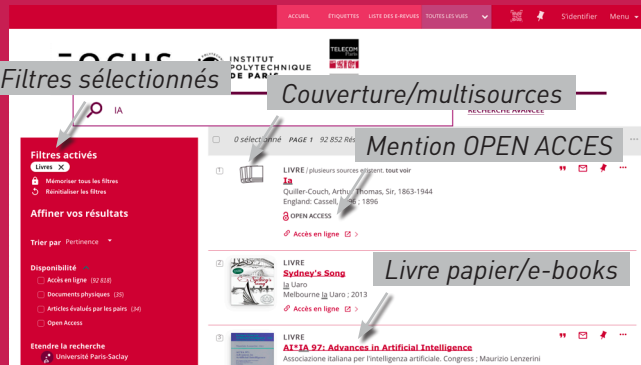 ACCUEIL ÉTIQUETTES LISTE DES E-REVUES TOUTES LES VUES S'identifier Menu
INSTITUT
POLYTECHNIQUE
DE PARIS
TELECOM
Paris
Filtres sélectionnés
Couverture/multisources
IA
RECHERCHE AVANCÉE
0 sélectionné PAGE 1 92 852
Mention OPEN ACCES
Filtres activés
Livres X
Mémoriser tous les filtres
Réinitialiser les filtres
Affiner vos résultats
Trier par Pertinence
Disponibilité
Accès en ligne (92 818)
Documents physiques (35)
Articles évalués par les pairs (34)
Open Access
Etendre la recherche
Université Paris-Saclay
1
LIVRE / plusieurs sources existent. tout voir
Ia
Quiller-Couch, Arthur Thomas, Sir, 1863-1944
England: Cassell, 1896 ; 1896
OPEN ACCESS
Accès en ligne
2
LIVRE
Sydney's Song
Ia Uaro
Melbourne Ia Uaro ; 2013
Accès en ligne
Livre papier/e-books
3
LIVRE
AI*IA 97: Advances in Artificial Intelligence
Associazione italiana per l'intelligenza artificiale. Congress ; Maurizio Lenzerini